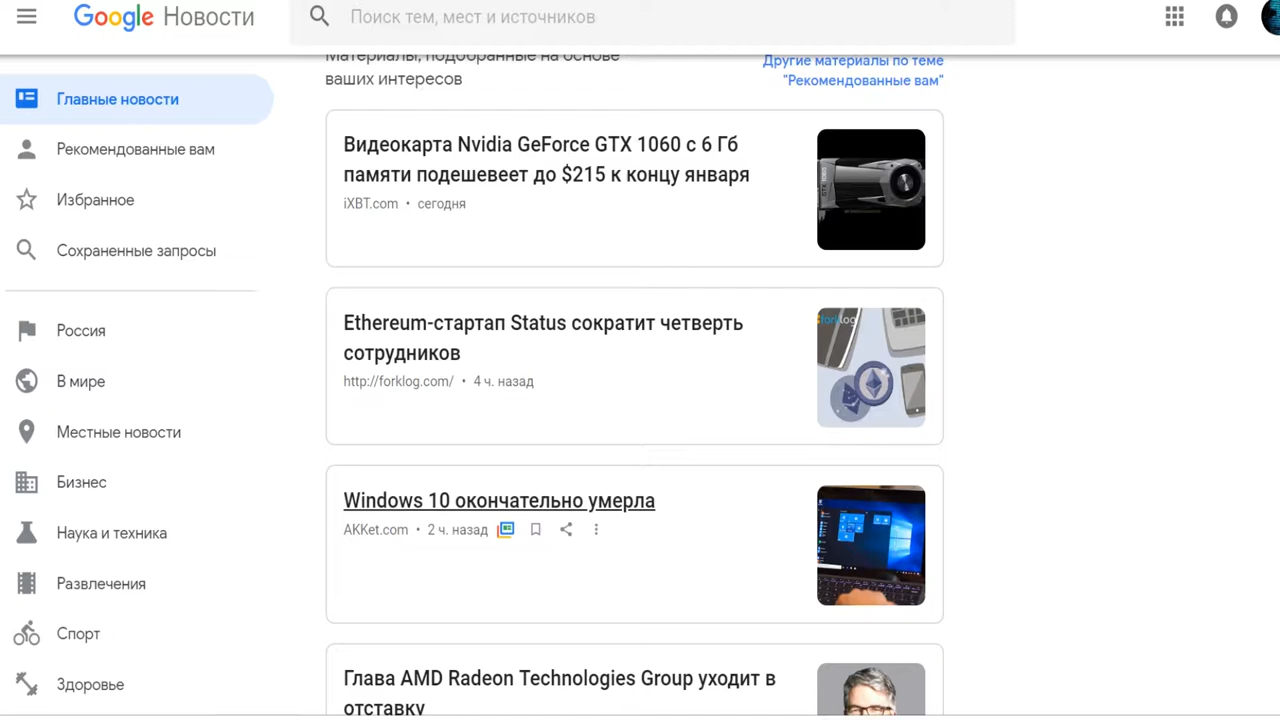 Google Новости
Поиск тем, мест и источников
Материалы, подобранные на основе
ваших интересов
Другие материалы по теме
"Рекомендованные вам"
Главные новости
Рекомендованные вам
Избранное
Сохраненные запросы
Россия
В мире
Местные новости
Бизнес
Наука и техника
Развлечения
Спорт
Здоровье
Видеокарта Nvidia GeForce GTX 1060 с 6 Гб
памяти подешевеет до $215 к концу января
iXBT.com • сегодня
Ethereum-стартап Status сократит четверть
сотрудников
http://forklog.com/ • 4 ч. назад
forklog
Windows 10 окончательно умерла
AKKet.com • 2 ч. назад
Глава AMD Radeon Technologies Group уходит в
отставку